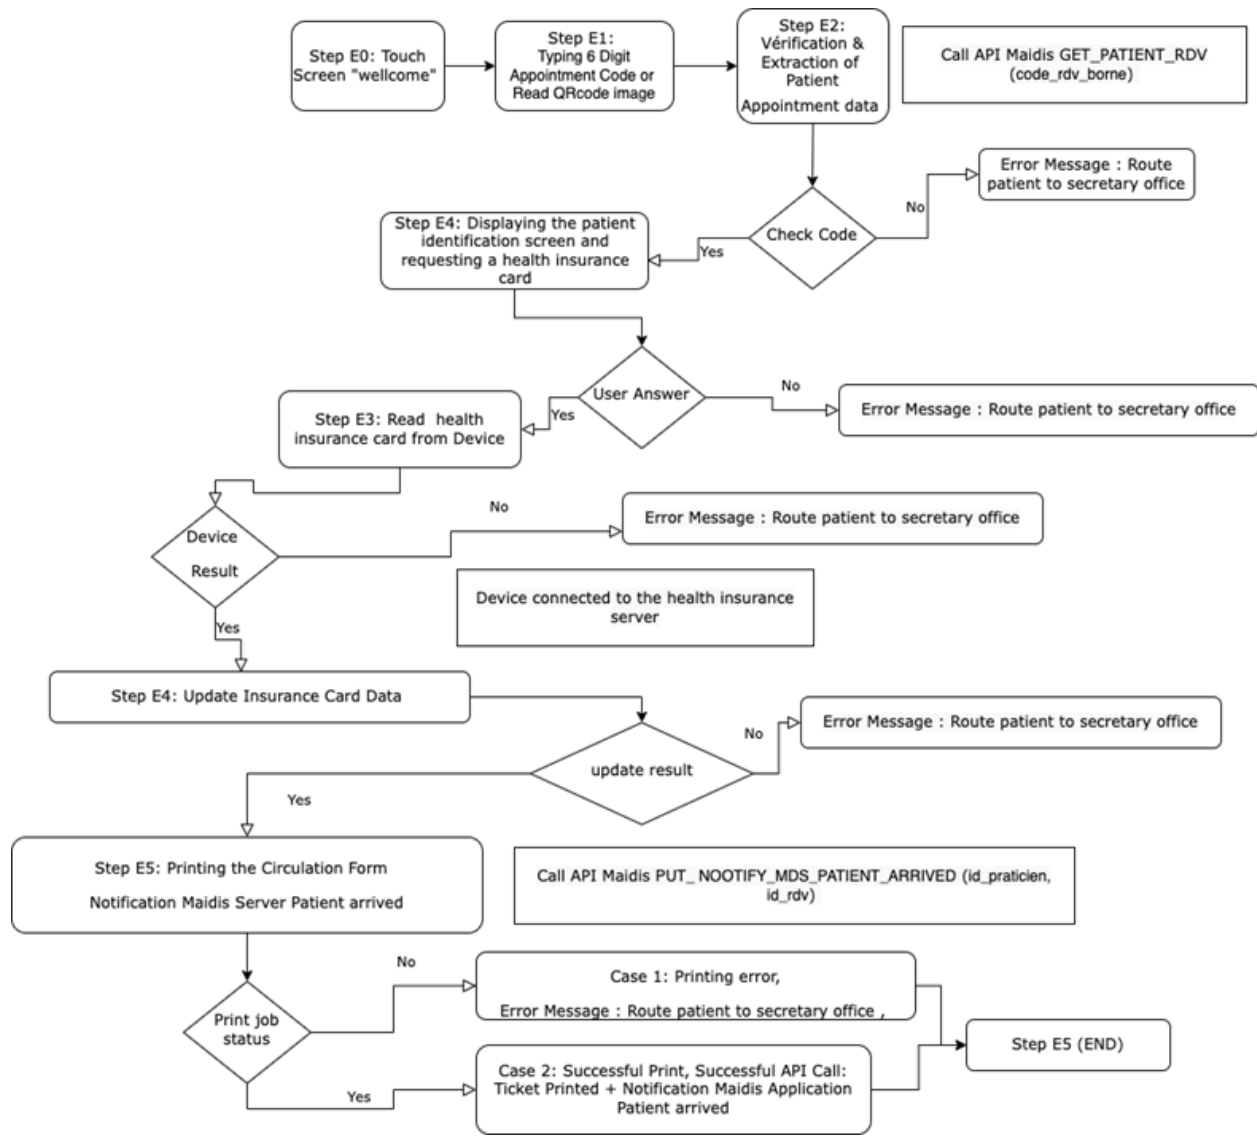 Step E0: Touch
Screen "wellcome"
Step E1:
Typing 6 Digit
Appointment Code or
Read QRcode image
Step E2:
Vérification &
Extraction of
Patient
Appointment data
Call API Maidis GET_PATIENT_RDV
(code_rdv_borne)
Error Message : Route
patient to secretary office
No
Check Code
Yes
Step E4: Displaying the patient
identification screen and
requesting a health insurance
card
User Answer
No
Error Message : Route patient to secretary office
Yes
Step E3: Read health
insurance card from Device
Device
Result
No
Error Message : Route patient to secretary office
Device connected to the health insurance
server
Yes
Step E4: Update Insurance Card Data
update result
No
Error Message : Route patient to secretary office
Yes
Step E5: Printing the Circulation Form
Notification Maidis Server Patient arrived
Call API Maidis PUT_ NOOTIFY_MDS_PATIENT_ARRIVED (id_praticien,
id_rdv)
Print job
status
No
Case 1: Printing error,
Error Message : Route patient to secretary office ,
Yes
Case 2: Successful Print, Successful API Call:
Ticket Printed + Notification Maidis Application
Patient arrived
Step E5 (END)